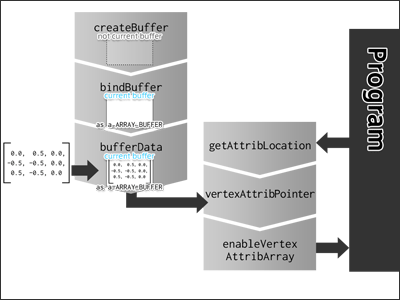 createBuffer
not current buffer
bindBuffer
current buffer
as a ARRAY_BUFFER
bufferData
current buffer
0.0, 0.5, 0.0,
-0.5, -0.5, 0.0,
0.5, -0.5, 0.0
as a ARRAY_BUFFER
0.0, 0.5, 0.0,
-0.5, -0.5, 0.0,
0.5, -0.5, 0.0
getAttribLocation
vertexAttribPointer
enableVertex
AttribArray
Program